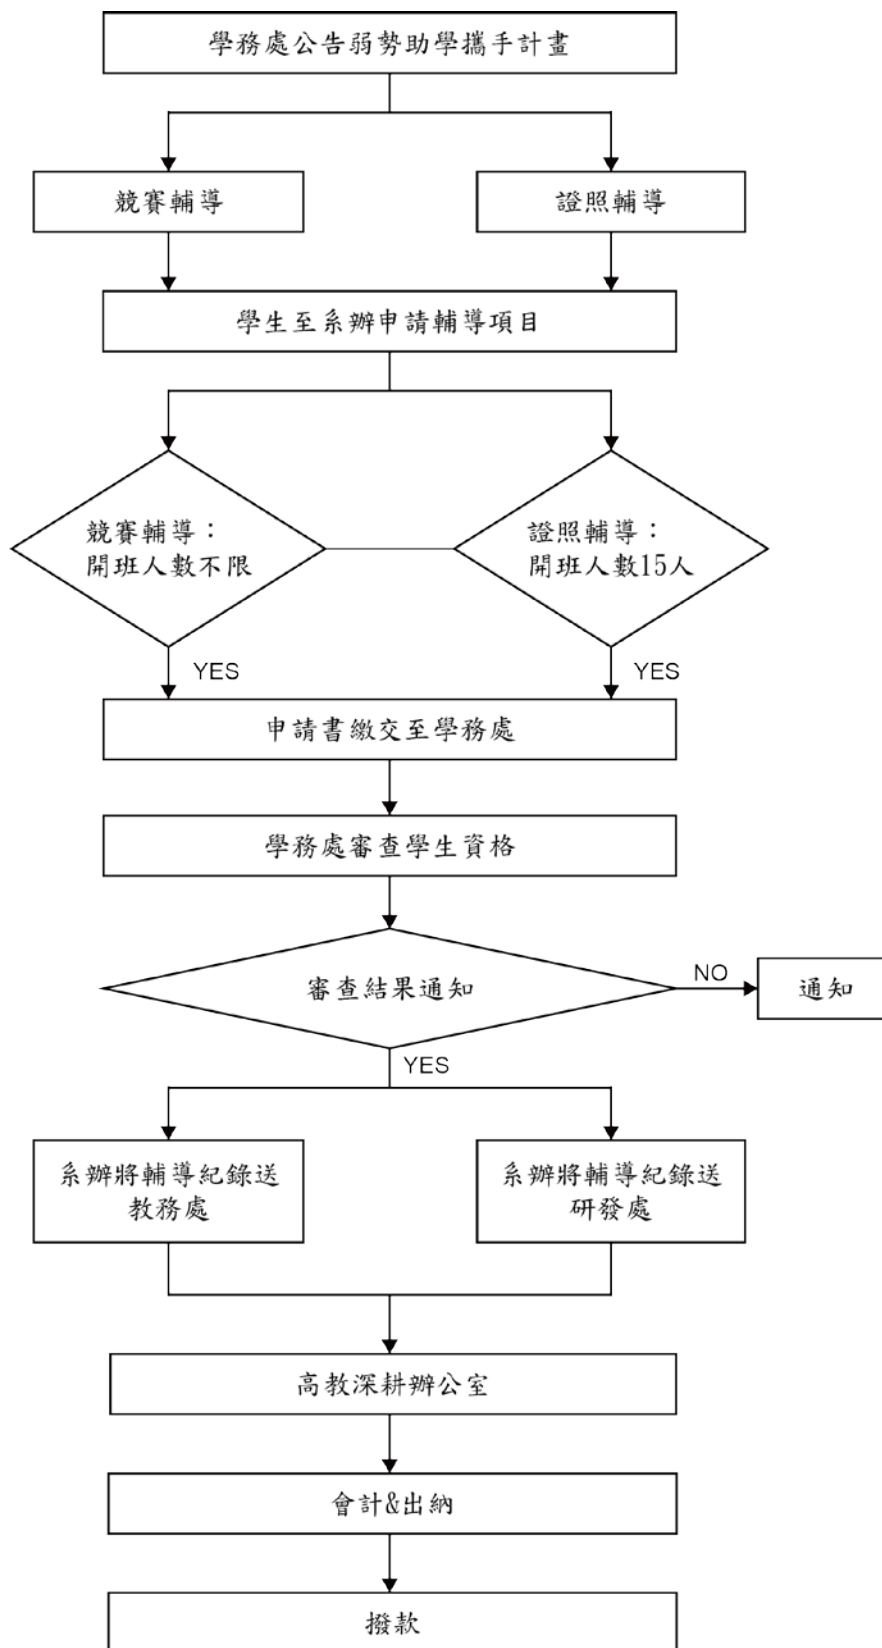 學務處公告弱勢助學攜手計畫
競賽輔導
證照輔導
學生至系辦申請輔導項目
競賽輔導：
開班人數不限
證照輔導：
開班人數15人
YES
YES
申請書繳交至學務處
學務處審查學生資格
審查結果通知
NO
通知
YES
系辦將輔導紀錄送
教務處
系辦將輔導紀錄送
研發處
高教深耕辦公室
會計&出納
撥款